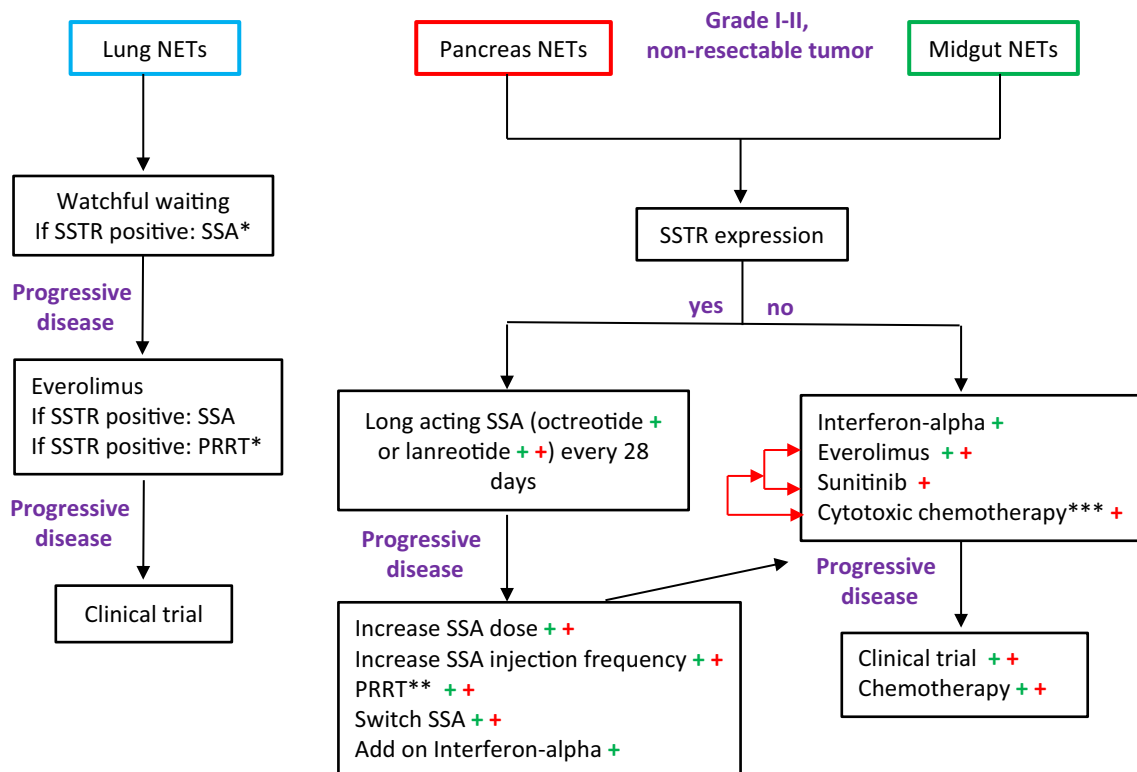 Lung NETs
Pancreas NETs
Grade I-II,
non-resectable tumor
Midgut NETs
Watchful waiting
If SSTR positive: SSA*
SSTR expression
Progressive
disease
yes
no
Everolimus
If SSTR positive: SSA
If SSTR positive: PRRT*
Long acting SSA (octreotide +
or lanreotide + +) every 28
days
Interferon-alpha +
Everolimus + +
Sunitinib +
Cytotoxic chemotherapy*** +
Progressive
disease
Progressive
disease
Progressive
disease
Clinical trial
Increase SSA dose + +
Increase SSA injection frequency + +
PRRT** + +
Switch SSA + +
Add on Interferon-alpha +
Clinical trial + +
Chemotherapy + +